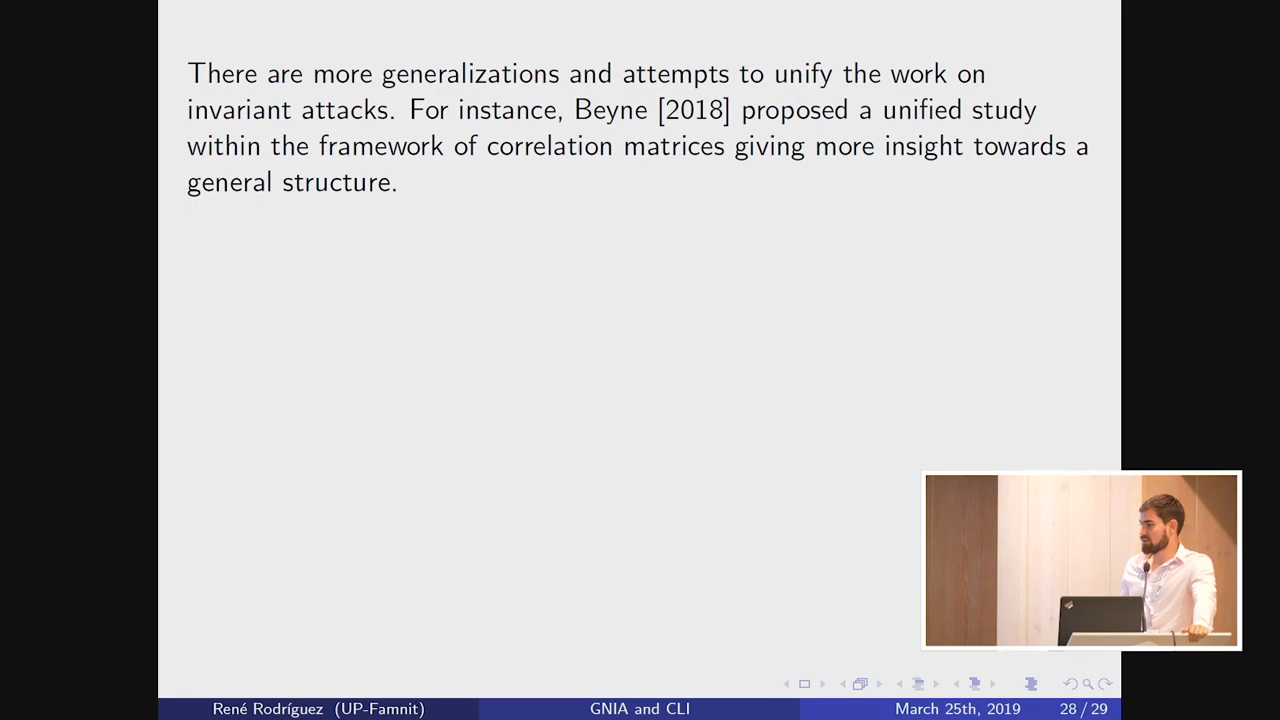 There are more generalizations and attempts to unify the work on
invariant attacks. For instance, Beyne [2018] proposed a unified study
within the framework of correlation matrices giving more insight towards a
general structure.
René Rodríguez (UP-Famnit)
GNIA and CLI
March 25th, 2019
28 / 29